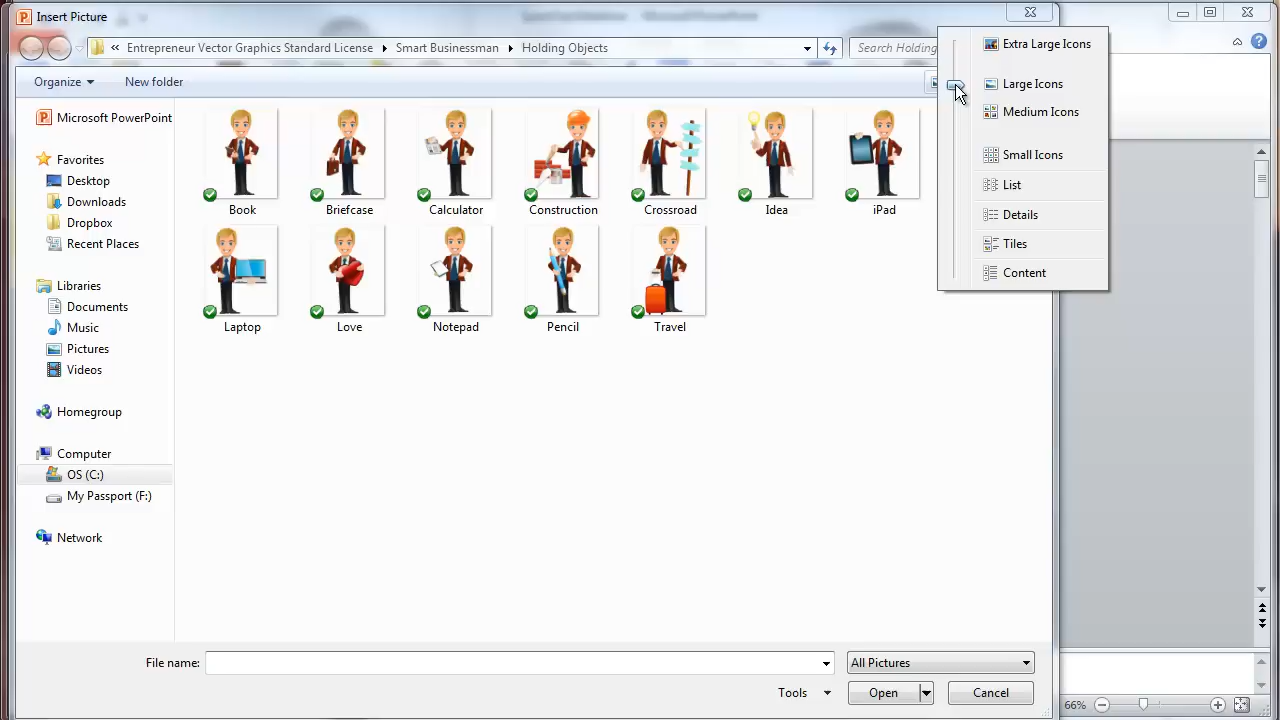 Insert Picture
Entrepreneur Vector Graphics Standard License Smart Businessman Holding Objects
Search Holding
Organize New folder
Extra Large Icons
Large Icons
Medium Icons
Small Icons
List
Details
Tiles
Content
Microsoft PowerPoint
Favorites
Desktop
Downloads
Dropbox
Recent Places
Libraries
Documents
Music
Pictures
Videos
Homegroup
Computer
OS (C:)
My Passport (F:)
Network
Book Briefcase Calculator Construction Crossroad Idea iPad
Laptop Love Notepad Pencil Travel
File name: All Pictures
Tools Open Cancel
66%